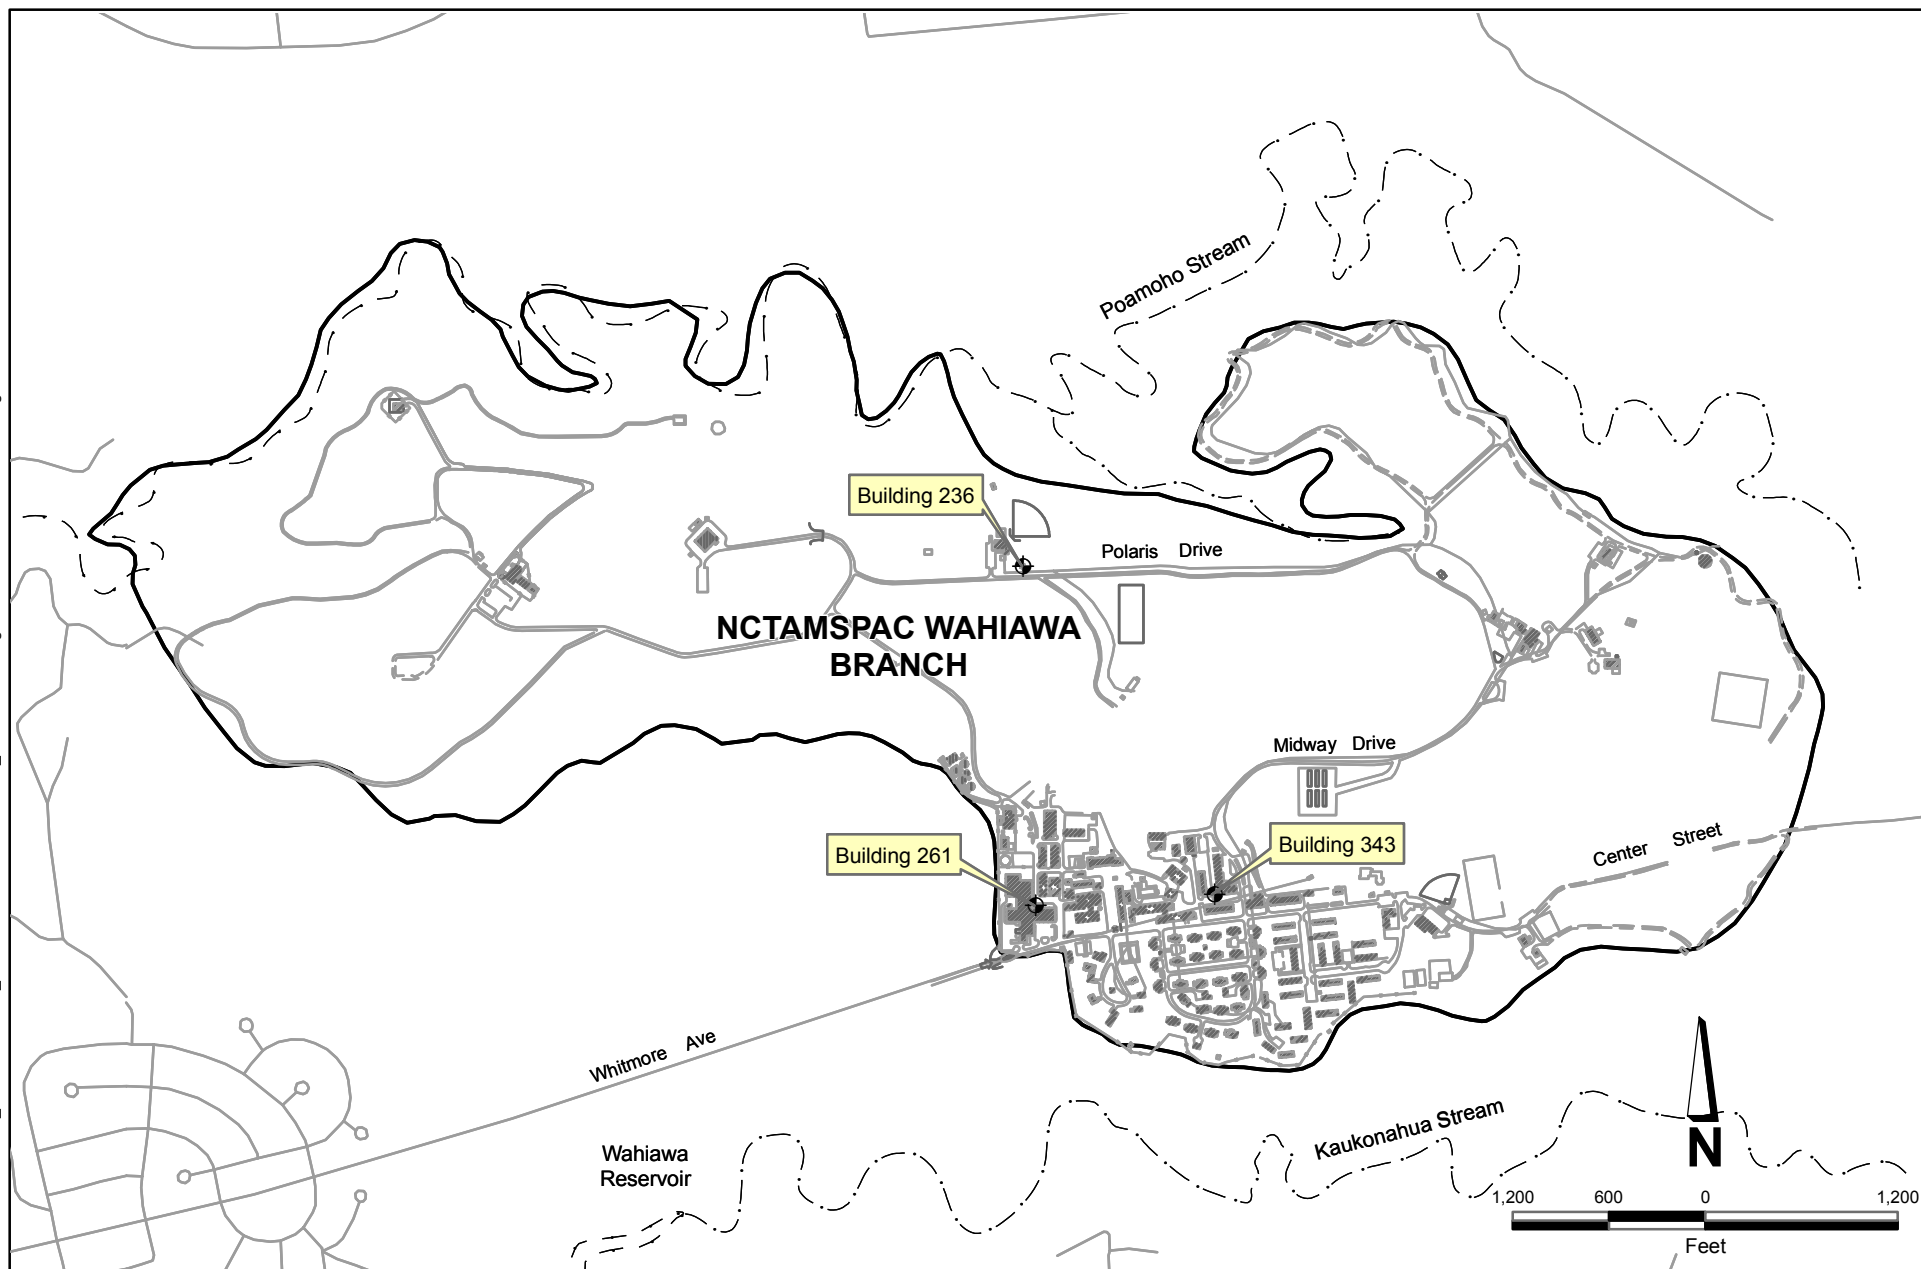 Poamoho Stream
Building 236
Polaris Drive
NCTAMSPAC WAHIAWA
BRANCH
Midway Drive
Building 261
Building 343
Center Street
Whitmore Ave
Kaukonahua Stream
Wahiawa
Reservoir
N
1,200 600 0 1,200
Feet